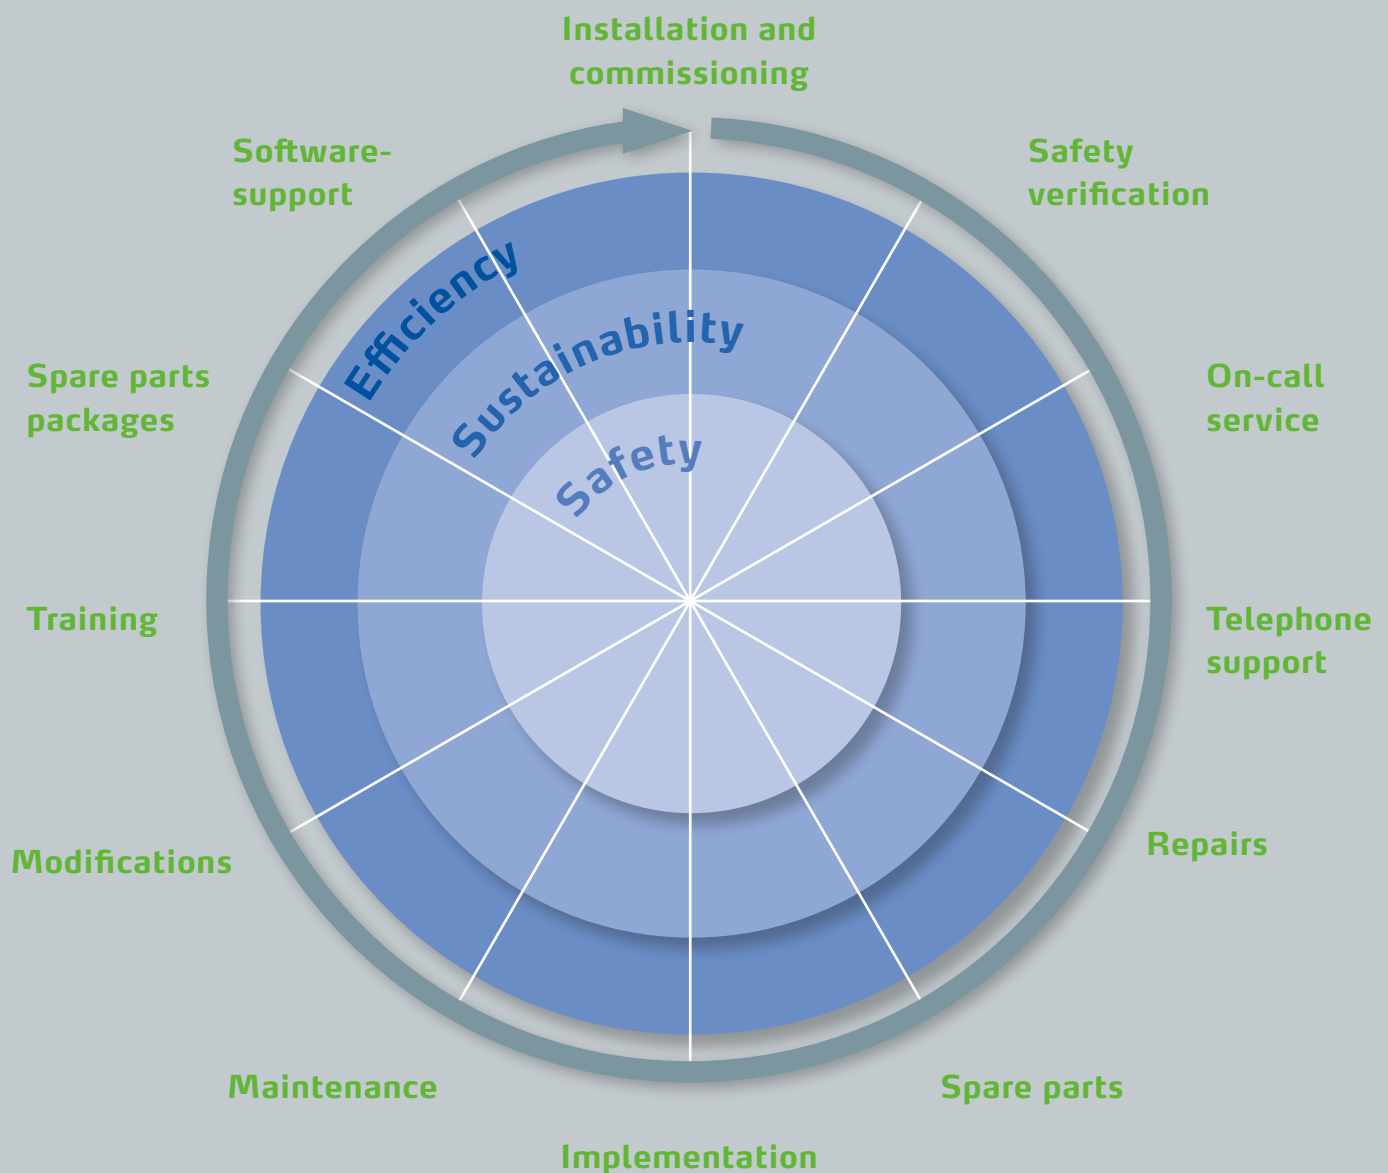 Installation and
commissioning
Safety
verification
On-call
service
Telephone
support
Repairs
Spare parts
Implementation
Maintenance
Modifications
Training
Spare parts
packages
Software-
support
Efficiency
Sustainability
Safety